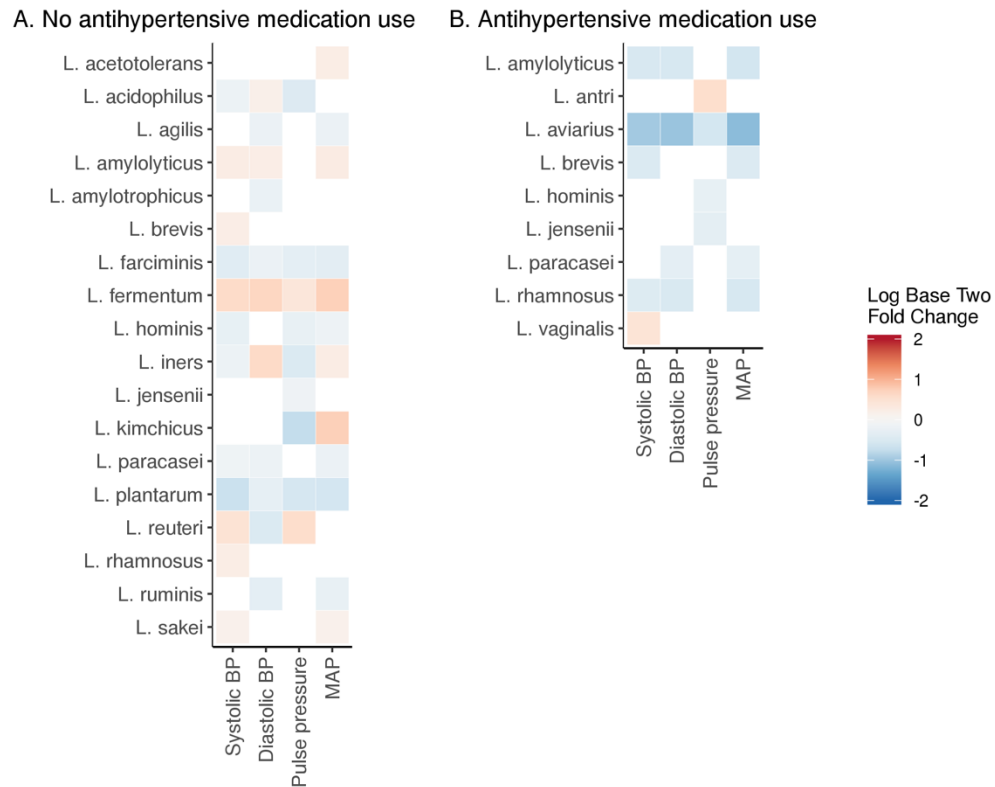 A. No antihypertensive medication use
L. acetotolerans
L. acidophilus
L. agilis
L. amylolyticus
L. amylotrophicus
L. brevis
L. farciminis
L. fermentum
L. hominis
L. iners
L. jensenii
L. kimchicus
L. paracasei
L. plantarum
L. reuteri
L. rhamnosus
L. ruminis
L. sakei
Systolic BP
Diastolic BP
Pulse pressure
MAP
B. Antihypertensive medication use
L. amylolyticus
L. antri
L. aviarius
L. brevis
L. hominis
L. jensenii
L. paracasei
L. rhamnosus
L. vaginalis
Systolic BP
Diastolic BP
Pulse pressure
MAP
Log Base Two
Fold Change
2
1
0
-1
-2